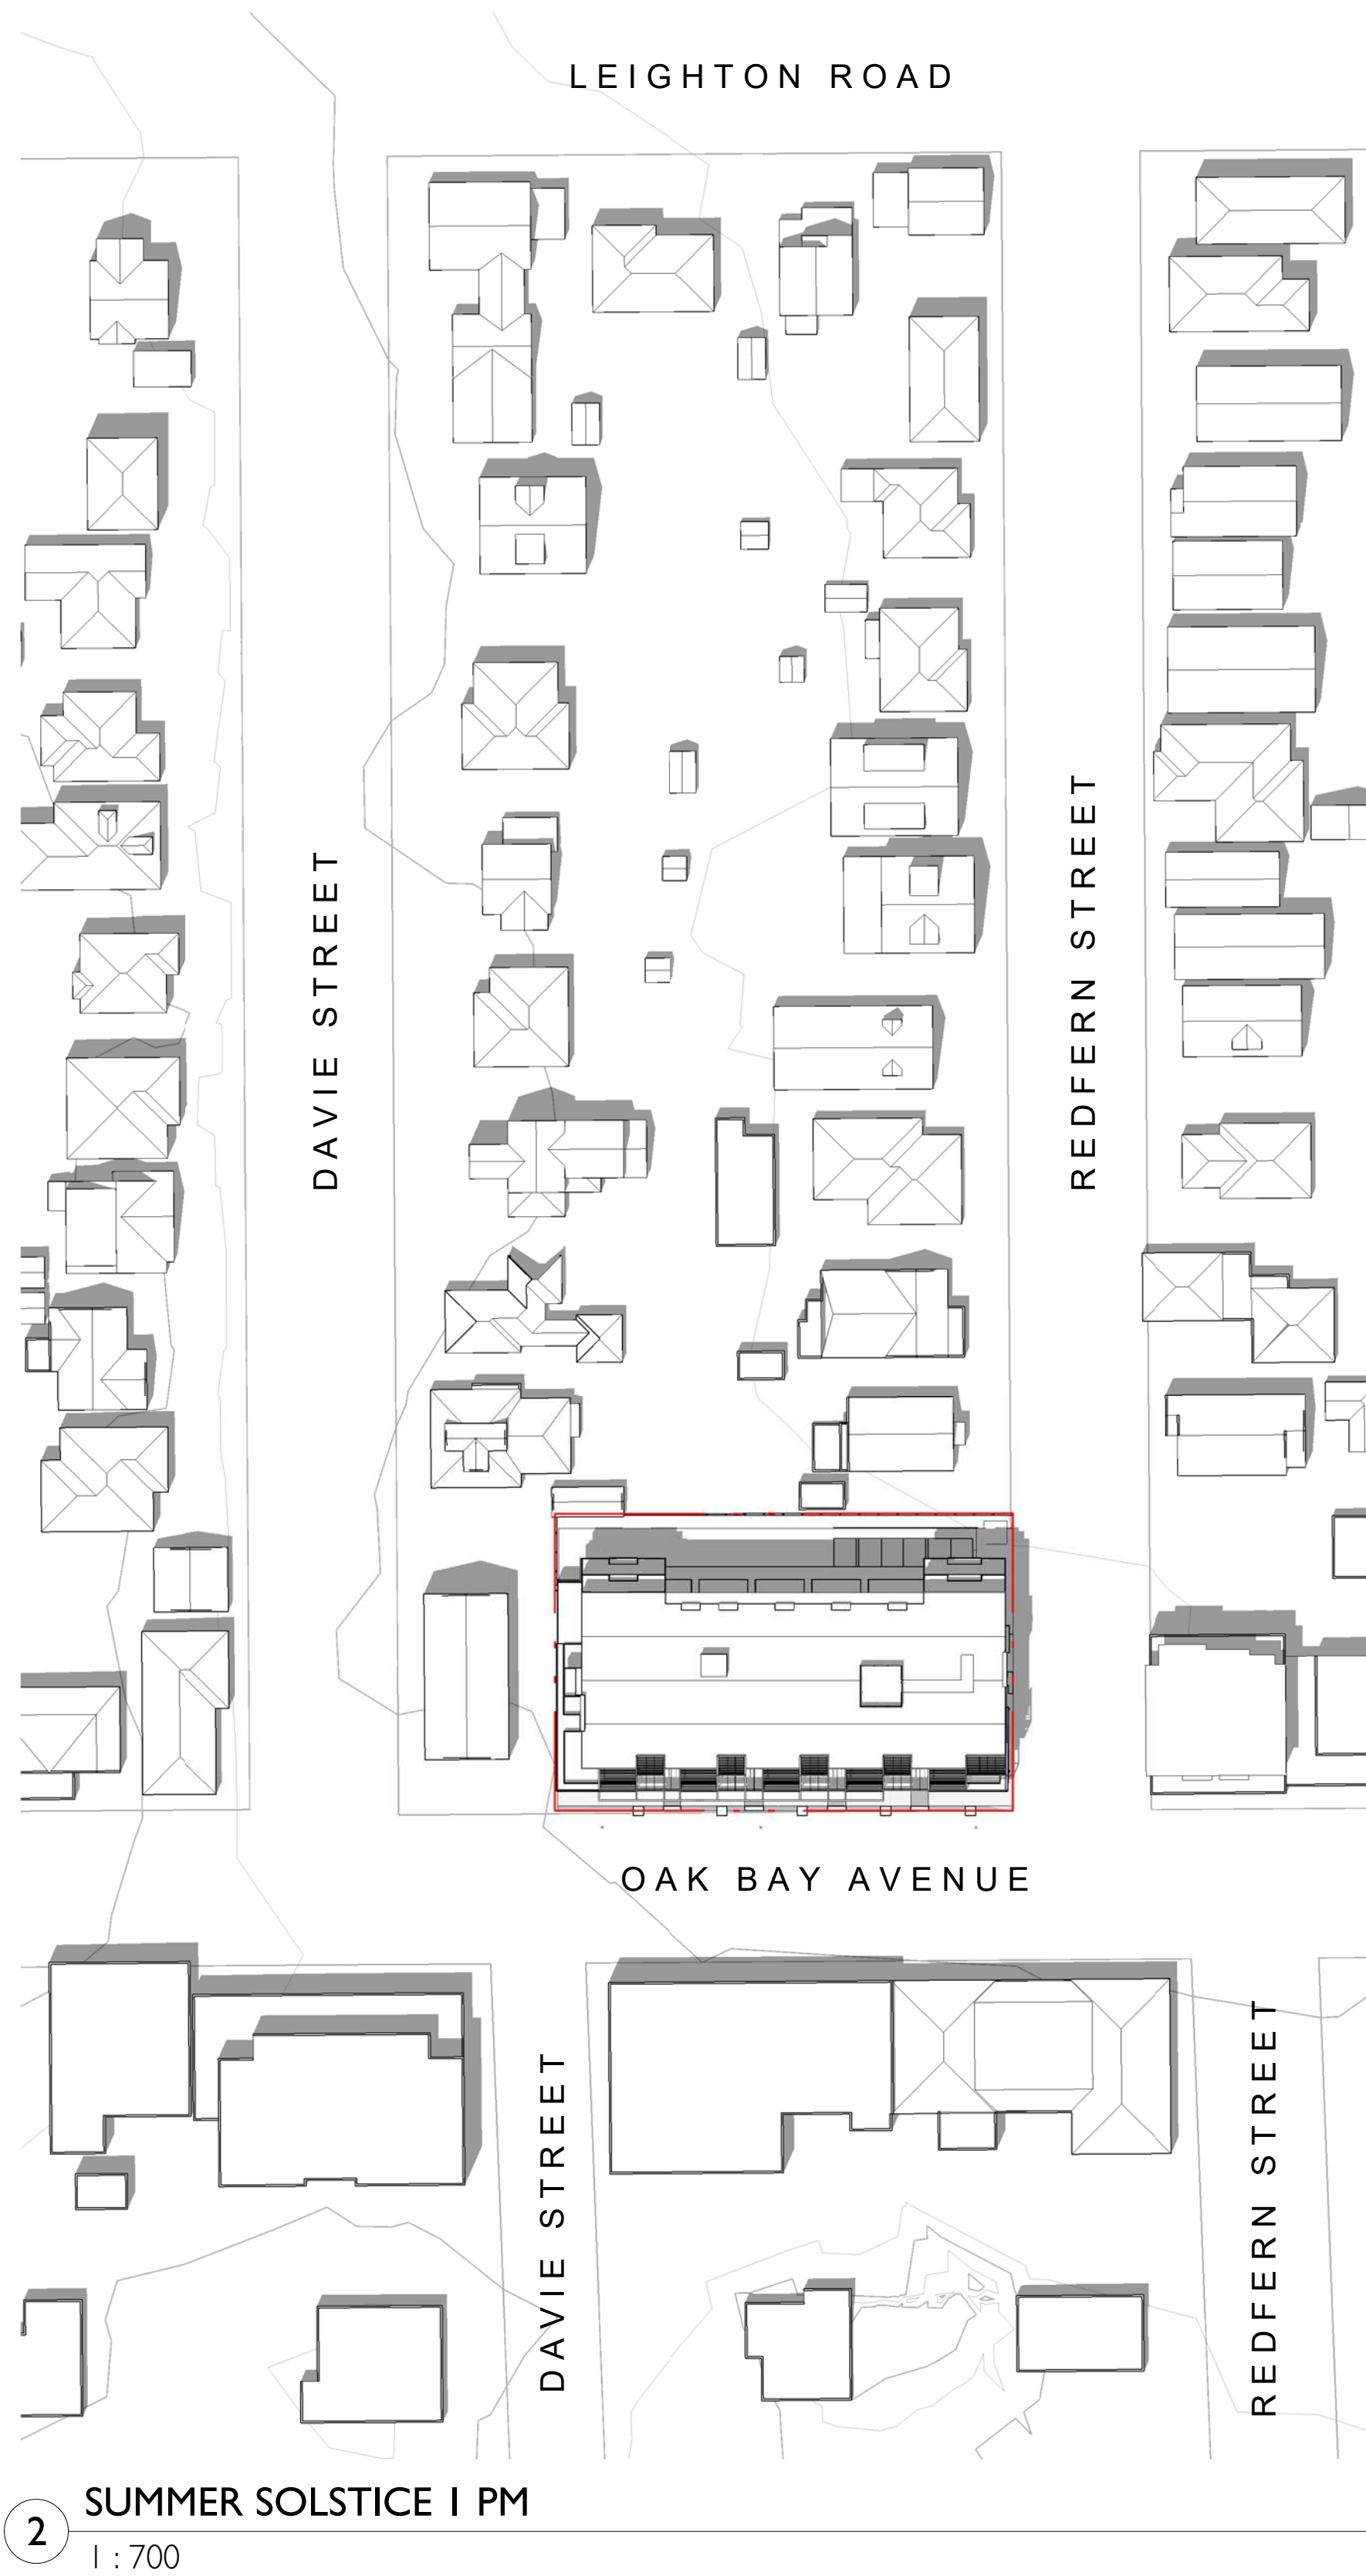 LEIGHTON ROAD
DAVIE STREET
REDFERN STREET
OAK BAY AVENUE
DAVIE STREET
REDFERN STREET
2
SUMMER SOLSTICE 1 PM
1 : 700